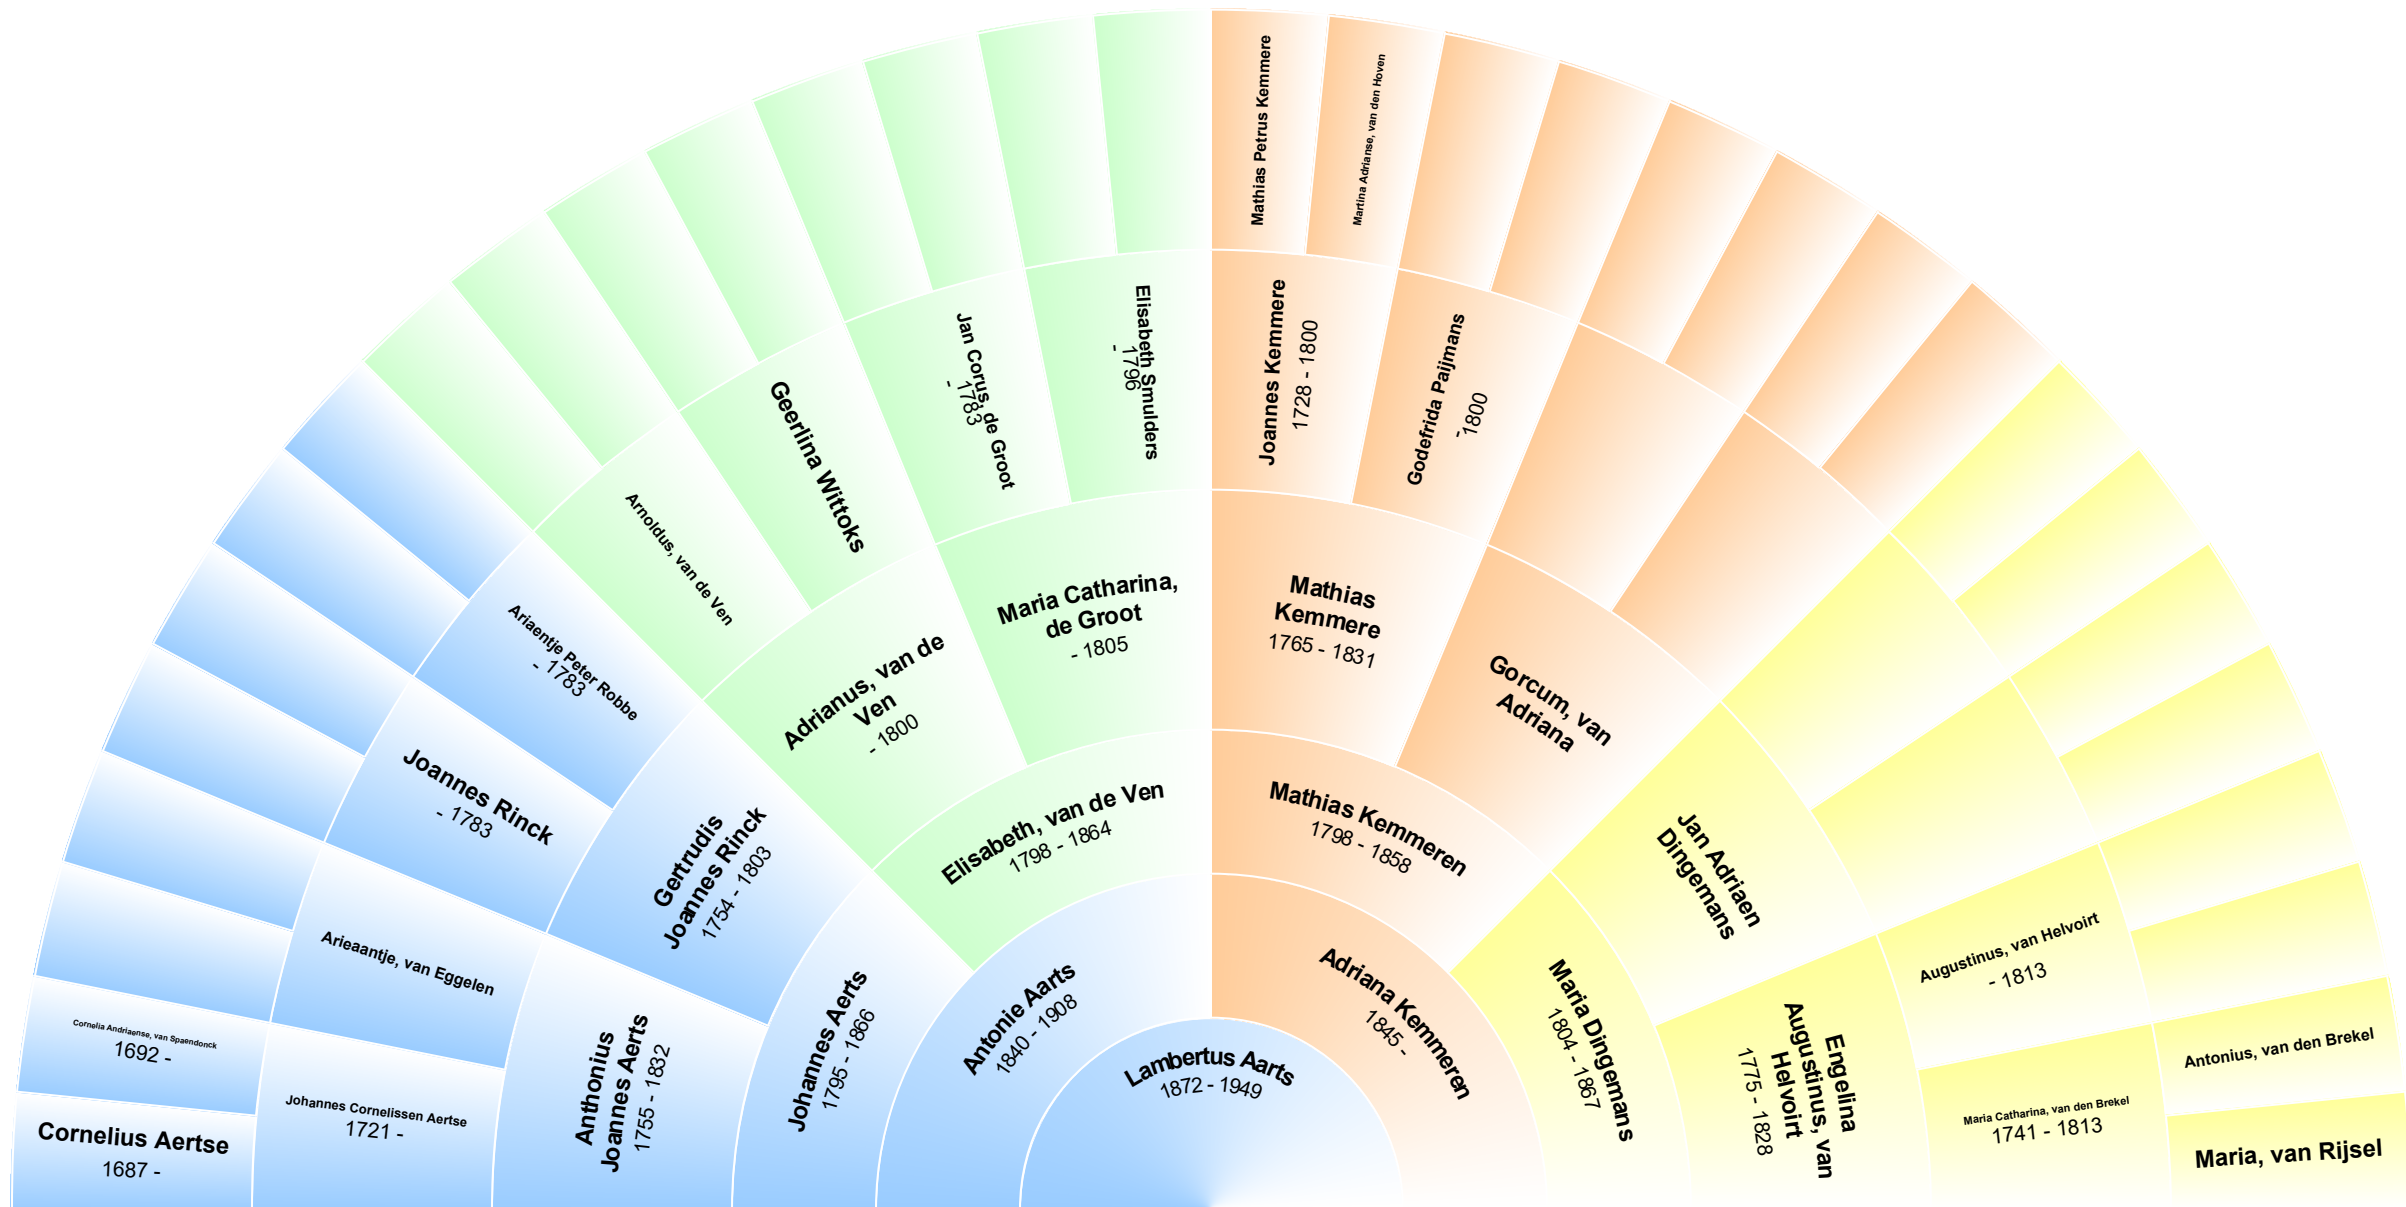 Mathias Petrus Kemmere
Martina Adrianse, van den Hoven
Elisabeth Smulders
- 1796
Jan Corus, de Groot
- 1783
Joannes Kemmere
1728 - 1800
Godefrida Paijmans
- 1800
Geerlina Wittoks
Arnoldus, van de Ven
Ariaentje Peter Robbe
- 1783
Joannes Rinck
- 1783
Arieaantje, van Eggelen
Cornelia Andriaense, van Spaendonck
1692 -
Cornelius Aertse
1687 -
Johannes Cornelissen Aertse
1721 -
Anthonius
Joannes Aerts
1755 - 1832
Gertrudis
Joannes Rinck
1754 - 1803
Adrianus, van de
Ven
- 1800
Maria Catharina,
de Groot
- 1805
Mathias
Kemmere
1765 - 1831
Gorcum, van
Adriana
Jan Adriaen
Dingemans
Engelina
Augustinus, van
Helvoirt
1775 - 1828
Augustinus, van Helvoirt
- 1813
Maria Catharina, van den Brekel
1741 - 1813
Antonius, van den Brekel
Maria, van Rijsel
Johannes Aerts
1795 - 1866
Elisabeth, van de Ven
1798 - 1864
Mathias Kemmeren
1798 - 1858
Maria Dingemans
1804 - 1867
Antonie Aarts
1840 - 1908
Adriana Kemmeren
1845 -
Lambertus Aarts
1872 - 1949